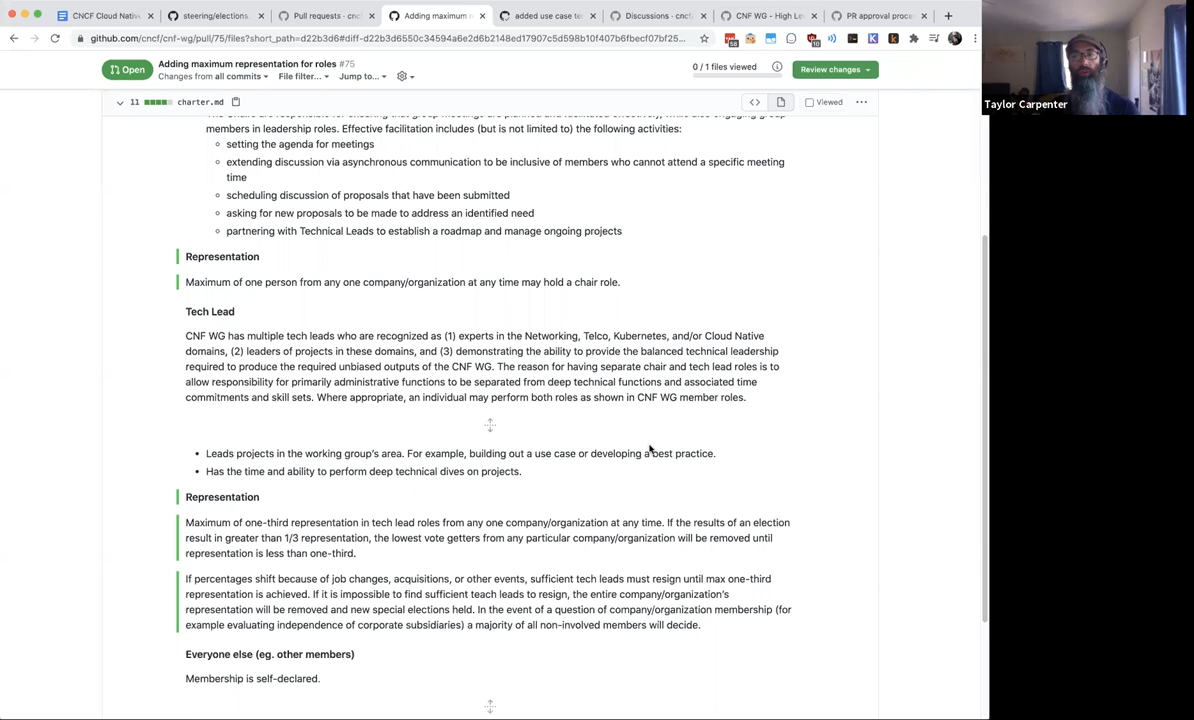 CNCF Cloud Nativ
steering/elections.
Pull requests · cnc
Adding maximum r
added use case te
Discussions · cncf
CNF WG - High Le
PR approval proce
github.com/cncf/cnf-wg/pull/75/files?short_path=d22b3d6#diff-d22b3d6550c34594a6e2d6b2148ed17907c5d598b10f407b6fbecf07bf25...
Open
Adding maximum representation for roles #75
Changes from all commits
File filter...
Jump to...
0 / 1 files viewed
Review changes
Taylor Carpenter
11
charter.md
Viewed
members in leadership roles. Effective facilitation includes (but is not limited to) the following activities:
setting the agenda for meetings
extending discussion via asynchronous communication to be inclusive of members who cannot attend a specific meeting
time
scheduling discussion of proposals that have been submitted
asking for new proposals to be made to address an identified need
partnering with Technical Leads to establish a roadmap and manage ongoing projects
Representation
Maximum of one person from any one company/organization at any time may hold a chair role.
Tech Lead
CNF WG has multiple tech leads who are recognized as (1) experts in the Networking, Telco, Kubernetes, and/or Cloud Native
domains, (2) leaders of projects in these domains, and (3) demonstrating the ability to provide the balanced technical leadership
required to produce the required unbiased outputs of the CNF WG. The reason for having separate chair and tech lead roles is to
allow responsibility for primarily administrative functions to be separated from deep technical functions and associated time
commitments and skill sets. Where appropriate, an individual may perform both roles as shown in CNF WG member roles.
Leads projects in the working group's area. For example, building out a use case or developing a best practice.
Has the time and ability to perform deep technical dives on projects.
Representation
Maximum of one-third representation in tech lead roles from any one company/organization at any time. If the results of an election
result in greater than 1/3 representation, the lowest vote getters from any particular company/organization will be removed until
representation is less than one-third.
If percentages shift because of job changes, acquisitions, or other events, sufficient tech leads must resign until max one-third
representation is achieved. If it is impossible to find sufficient teach leads to resign, the entire company/organization's
representation will be removed and new special elections held. In the event of a question of company/organization membership (for
example evaluating independence of corporate subsidiaries) a majority of all non-involved members will decide.
Everyone else (eg. other members)
Membership is self-declared.